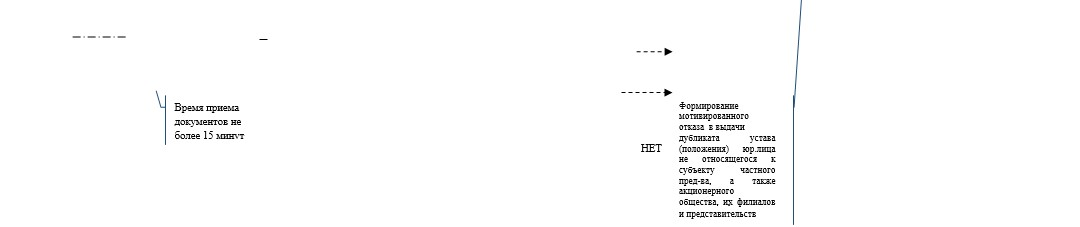 Время приема
документов не
более 15 минут
НЕТ
Формирование
мотивированного
отказа в выдачи
дубликата устава
(положения) юр.лица
не относящегося к
субъекту частного
пред-ва, а также
акционерного
общества, их филиалов
и представительств